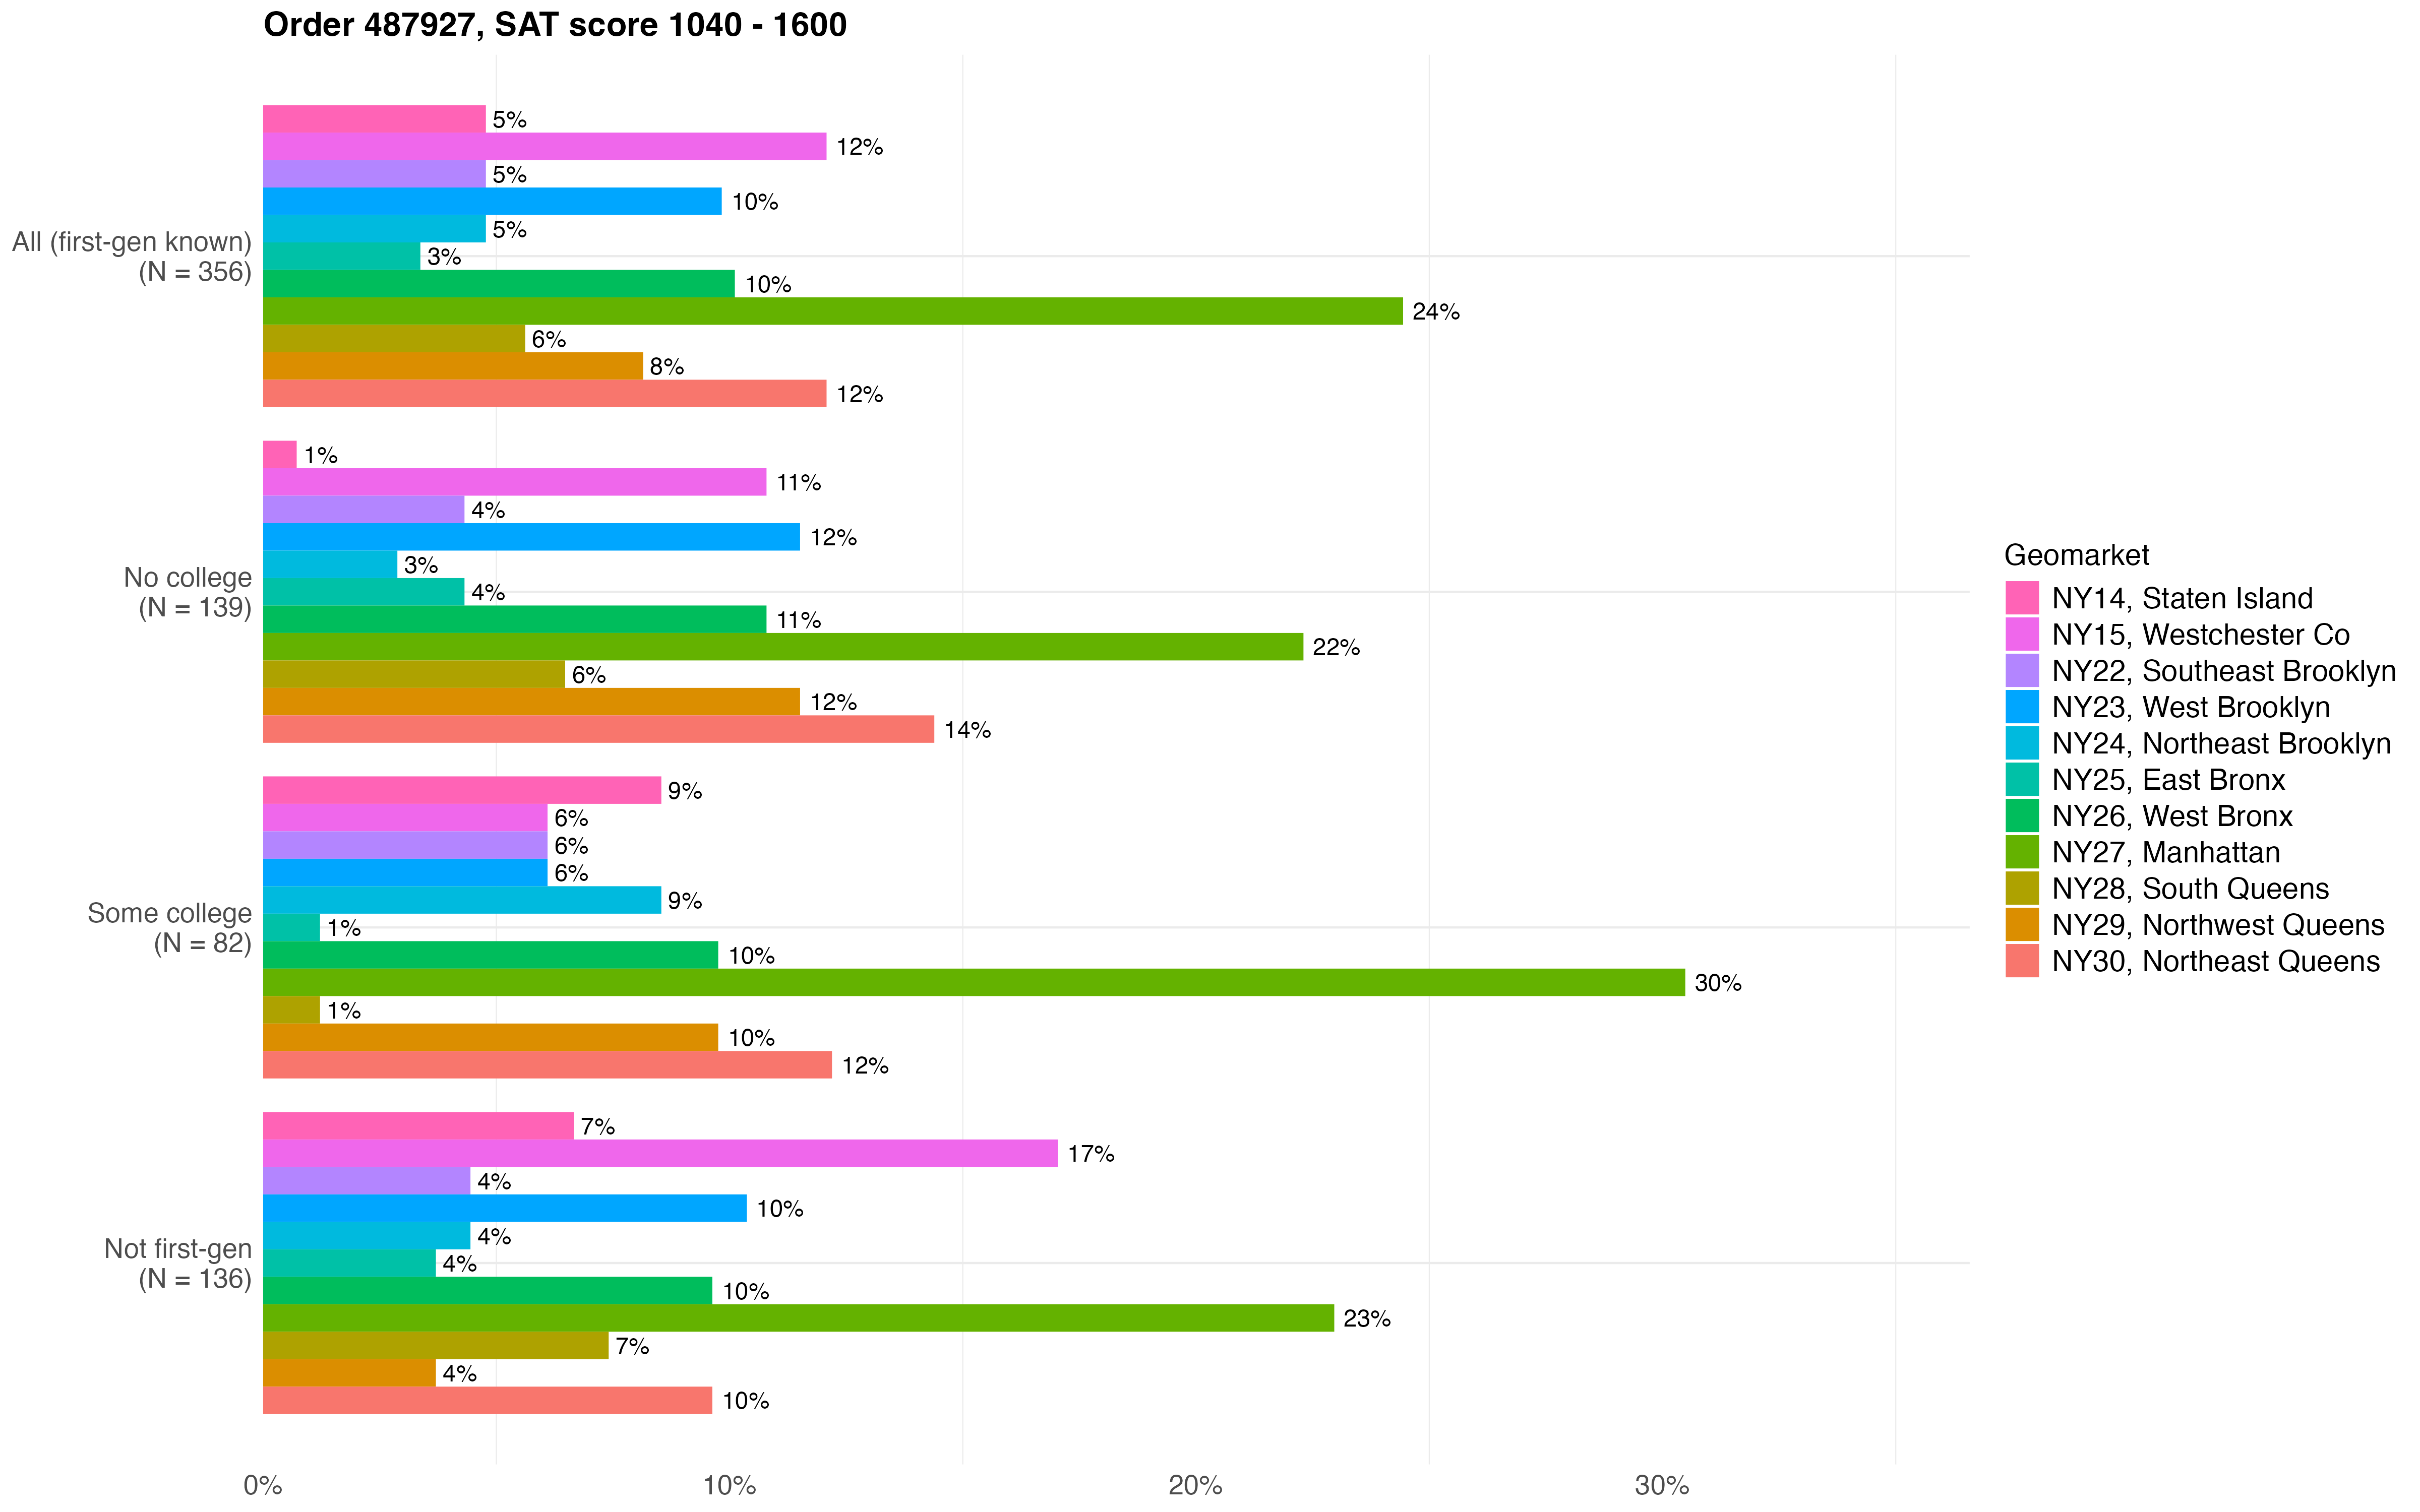 Order 487927, SAT score 1040 - 1600
All (first-gen known)
(N = 356)
5%
12%
5%
10%
5%
3%
10%
24%
6%
8%
12%
No college
(N = 139)
1%
11%
4%
12%
3%
4%
11%
22%
6%
12%
14%
Some college
(N = 82)
9%
6%
6%
6%
9%
1%
10%
30%
1%
10%
12%
Not first-gen
(N = 136)
7%
17%
4%
10%
4%
4%
10%
23%
7%
4%
10%
0%
10%
20%
30%
Geomarket
NY14, Staten Island
NY15, Westchester Co
NY22, Southeast Brooklyn
NY23, West Brooklyn
NY24, Northeast Brooklyn
NY25, East Bronx
NY26, West Bronx
NY27, Manhattan
NY28, South Queens
NY29, Northwest Queens
NY30, Northeast Queens